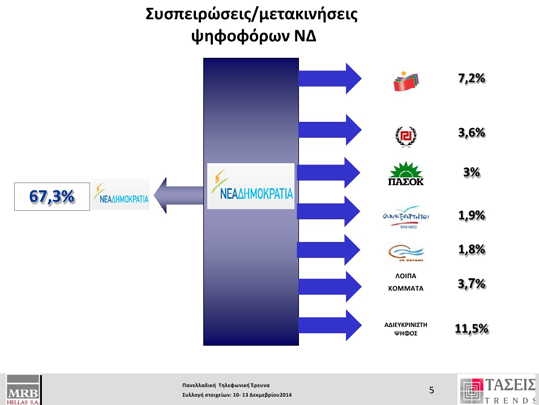 Συσπειρώσεις/μετακινήσεις
ψηφοφόρων ΝΔ
7,2%
3,6%
ΠΑΣΟΚ
3%
67,3%
ΝΕΑΔΗΜΟΚΡΑΤΙΑ
ΝΕΑΔΗΜΟΚΡΑΤΙΑ
1,9%
1,8%
ΛΟΙΠΑ
ΚΟΜΜΑΤΑ
3,7%
ΑΔΙΕΥΚΡΙΝΙΣΤΗ
ΨΗΦΟΣ
11,5%
Πανελλαδική Τηλεφωνική Έρευνα
Συλλογή στοιχείων: 10- 13 Δεκεμβρίου2014
5
MRB
HELLAS S.A.
ΤΑΣΕΙΣ
TRENDS